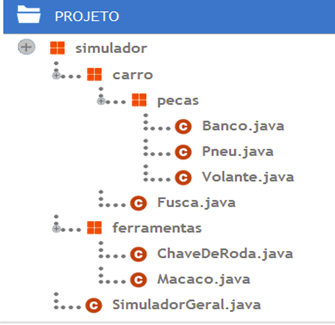 PROJETO
simulador
carro
pecas
Banco.java
Pneu.java
Volante.java
Fusca.java
ferramentas
ChaveDeRoda.java
Macaco.java
SimuladorGeral.java